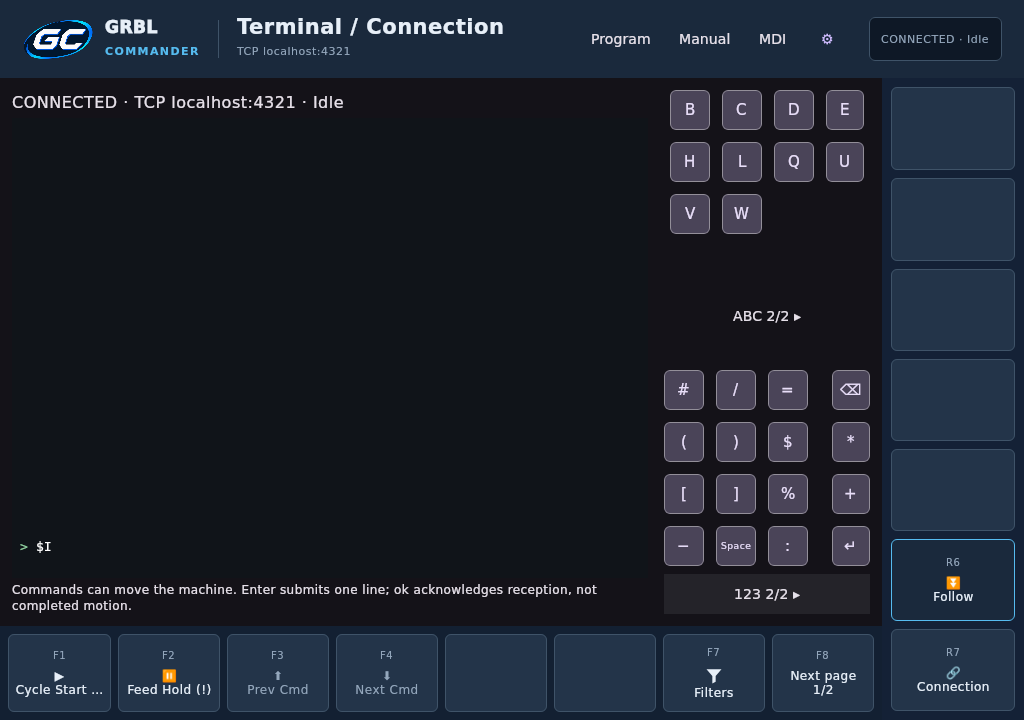 GC
GRBL
COMMANDER
Terminal / Connection
TCP localhost:4321
Program
Manual
MDI
⚙
CONNECTED · Idle
CONNECTED · TCP localhost:4321 · Idle
B C D E
H L Q U
V W
ABC 2/2 ▸
# / = ⌫
( ) $ *
[ ] % +
− Space : ↵
123 2/2 ▸
> $I
Commands can move the machine. Enter submits one line; ok acknowledges reception, not
completed motion.
R6
⏬
Follow
R7
🔗
Connection
F1
▶
Cycle Start ...
F2
⏸
Feed Hold (!)
F3
⬆
Prev Cmd
F4
⬇
Next Cmd
F7
Filters
F8
Next page
1/2